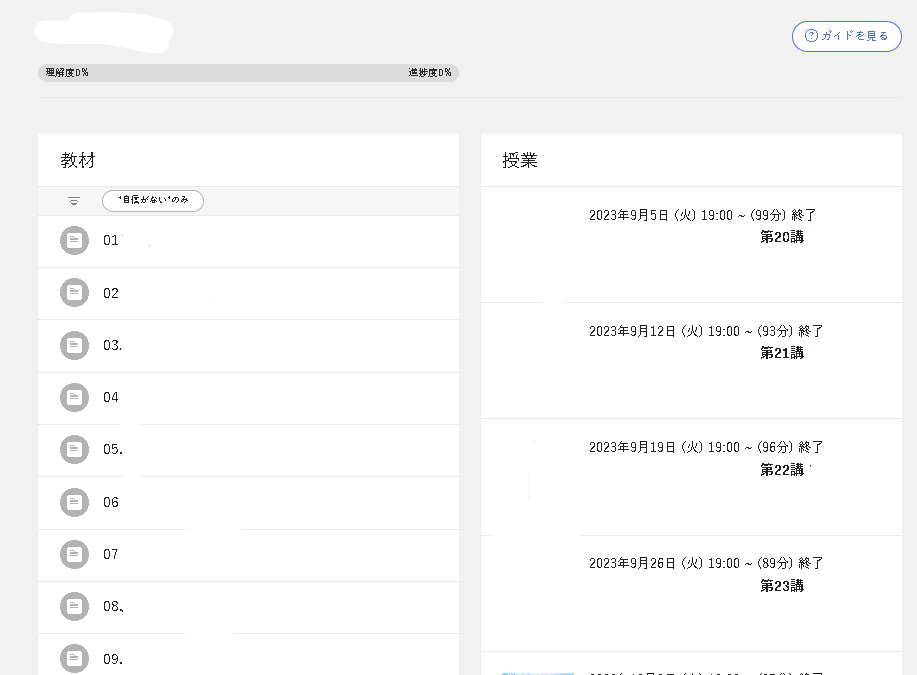 ガイドを見る
理解度0% 進捗度0%
教材
"自信がない"のみ
01
02
03.
04
05.
06
07
08、
09.
授業
2023年9月5日 (火) 19:00 ~ (99分) 終了
第20講
2023年9月12日 (火) 19:00 ~ (93分) 終了
第21講
2023年9月19日 (火) 19:00 ~ (96分) 終了
第22講
2023年9月26日 (火) 19:00 ~ (89分) 終了
第23講